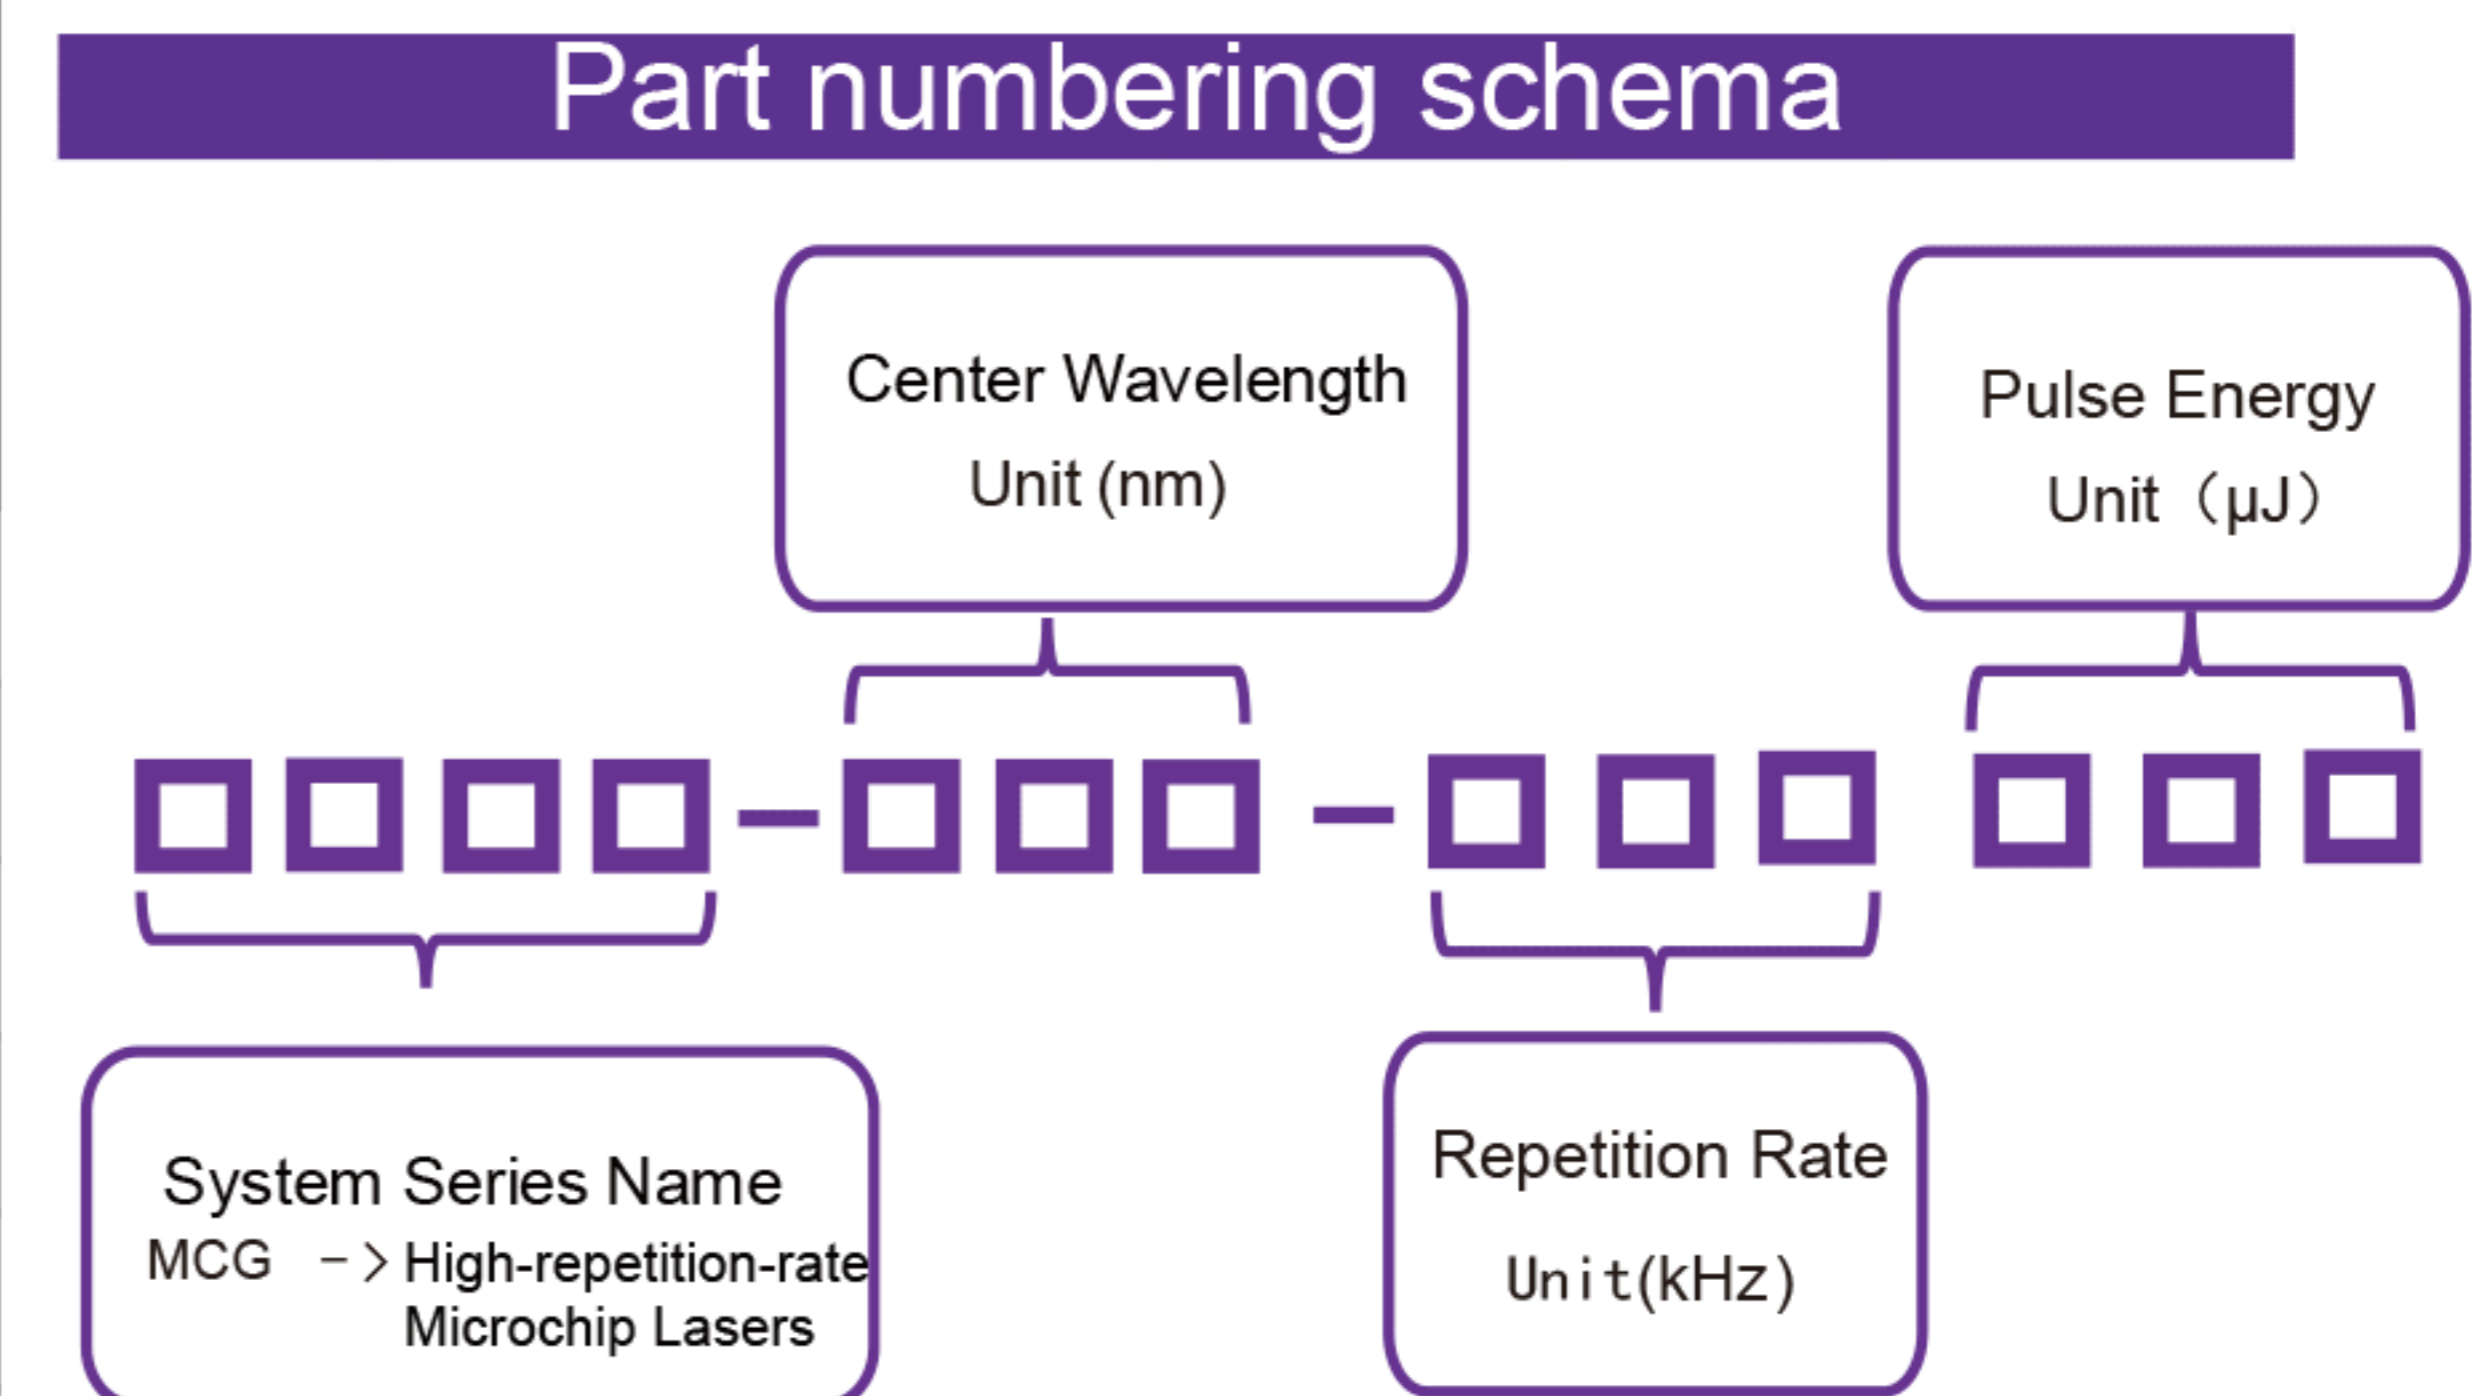 Part numbering schema
Center Wavelength
Unit (nm)
Pulse Energy
Unit（µJ）
System Series Name
MCG -> High-repetition-rate
Microchip Lasers
Repetition Rate
Unit(kHz)